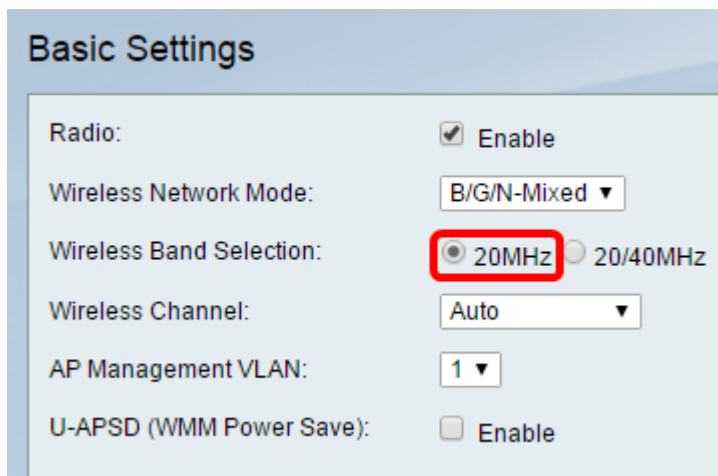 Basic Settings
Radio: Enable
Wireless Network Mode: B/G/N-Mixed
Wireless Band Selection: 20MHz 20/40MHz
Wireless Channel: Auto
AP Management VLAN: 1
U-APSD (WMM Power Save): Enable